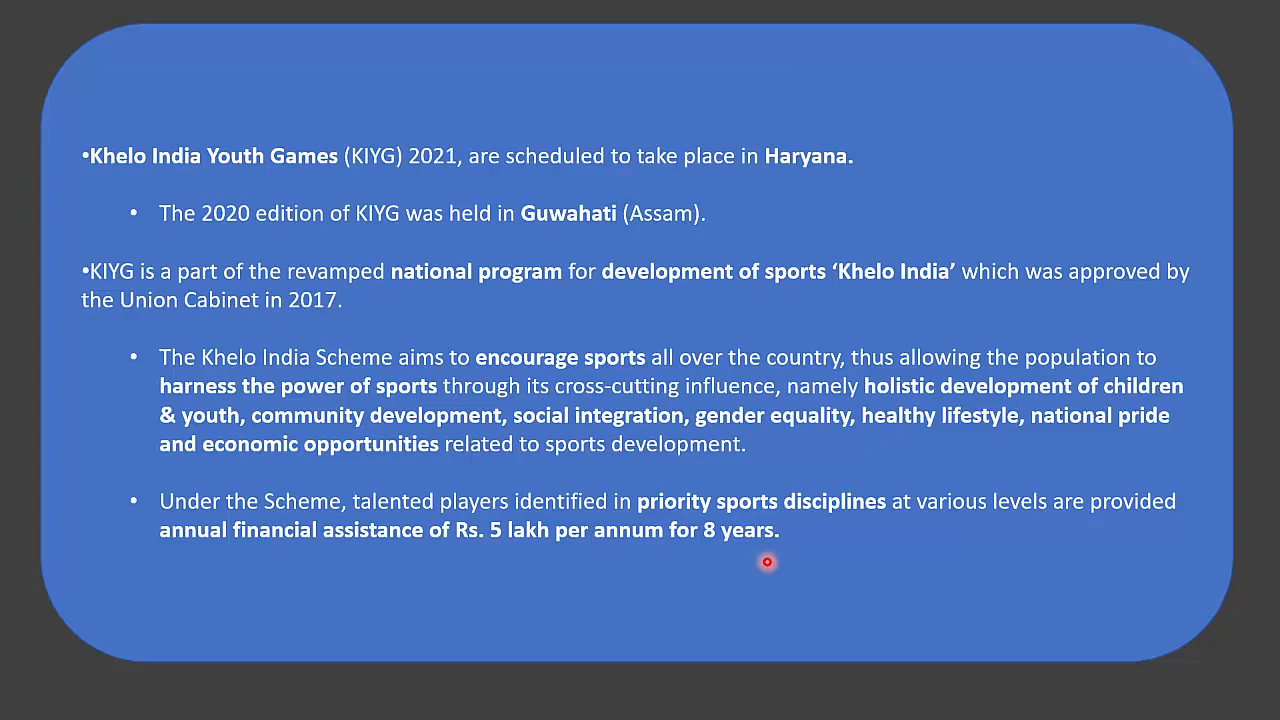 •Khelo India Youth Games (KIYG) 2021, are scheduled to take place in Haryana.
• The 2020 edition of KIYG was held in Guwahati (Assam).
•KIYG is a part of the revamped national program for development of sports ‘Khelo India’ which was approved by
the Union Cabinet in 2017.
• The Khelo India Scheme aims to encourage sports all over the country, thus allowing the population to
harness the power of sports through its cross-cutting influence, namely holistic development of children
& youth, community development, social integration, gender equality, healthy lifestyle, national pride
and economic opportunities related to sports development.
• Under the Scheme, talented players identified in priority sports disciplines at various levels are provided
annual financial assistance of Rs. 5 lakh per annum for 8 years.